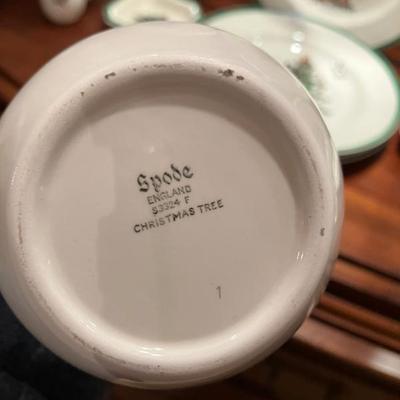 Spode
ENGLAND
S3324 F
CHRISTMAS TREE
1